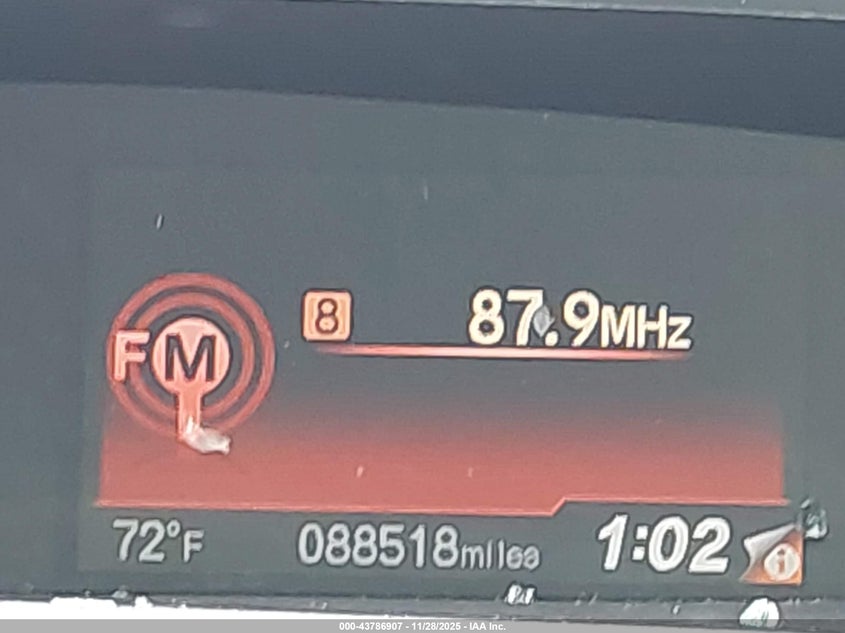 FM
8
87.9MHz
72°F
088518miles
1:02
i
000-43786907 - 11/28/2025 - IAA Inc.